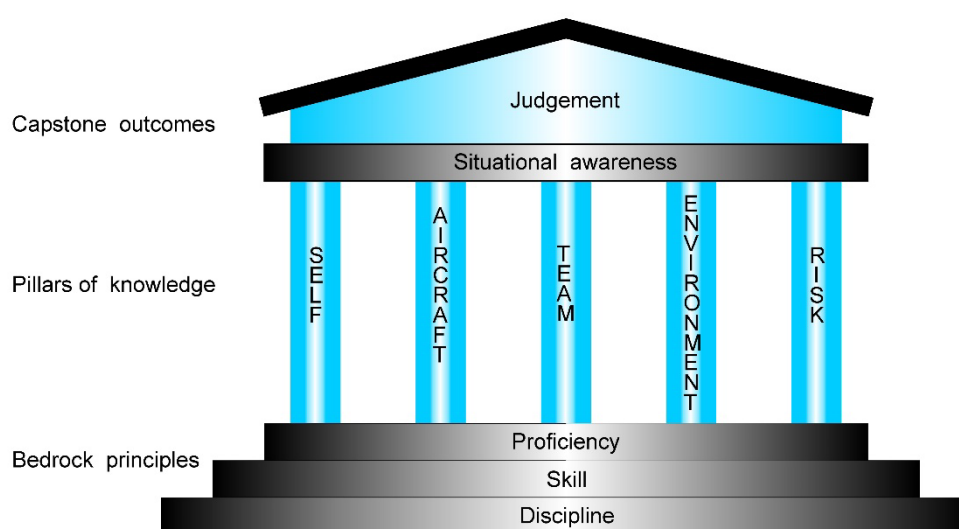 Judgement
Capstone outcomes
Situational awareness
SELF
AIRCRAFT
TEAM
ENVIRONMENT
RISK
Pillars of knowledge
Proficiency
Bedrock principles
Skill
Discipline